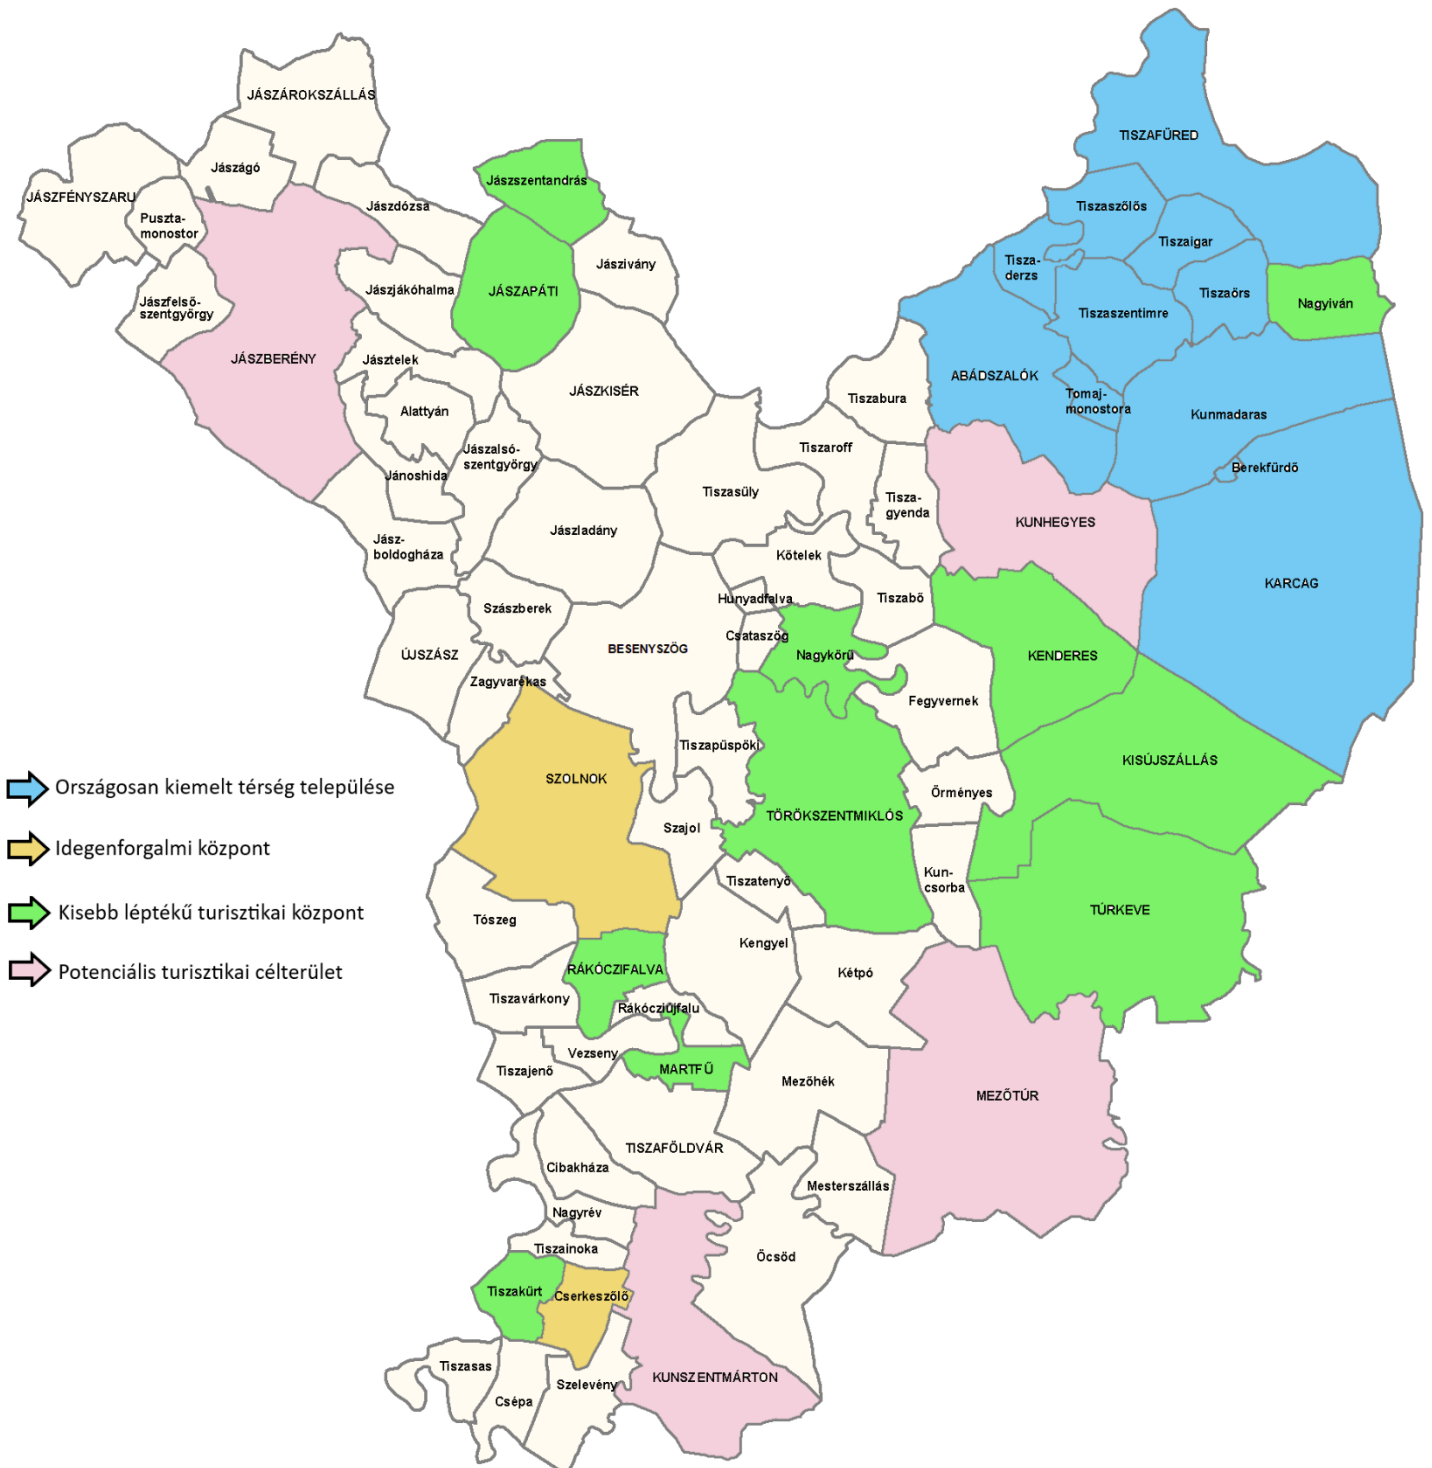 JÁSZÁROKSZÁLLÁS
TISZAFÜRED
Jászágó
Jászszentandrás
JÁSZFÉNYSZARU
Jászdózsa
Tiszaszőlős
Puszta-
monostor
Tiszaigar
Jászivány
Tisza-
derzs
Jászjákóhalma
JÁSZAPÁTI
Tiszaörs
Nagyiván
Jászfelső-
szentgyörgy
Tiszaszentimre
JÁSZBERÉNY
Jásztelek
ABÁDSZALÓK
JÁSZKISÉR
Tiszabura
Tomaj-
monostora
Alattyán
Kunmadaras
Jászalsó-
szentgyörgy
Tiszaroff
Jánoshida
Berekfürdő
Tiszasüly
Tisza-
gyenda
KUNHEGYES
Jászladány
Jász-
boldogháza
Kőtelek
KARCAG
Hunyadfalva
Tiszabő
Szászberek
Csataszög
BESENYSZÖG
ÚJSZÁSZ
Nagykörű
KENDERES
Zagyvarékas
Fegyvernek
Tiszapüspöki
KISÚJSZÁLLÁS
SZOLNOK
Országosan kiemelt térség települése
Örményes
TÖRÖKSZENTMIKLÓS
Szajol
Idegenforgalmi központ
Kun-
csorba
Tiszatenyő
Kisebb léptékű turisztikai központ
TÚRKEVE
Tószeg
Kengyel
Potenciális turisztikai célterület
RÁKÓCZIFALVA
Kétpó
Tiszavárkony
Rákócziújfalu
Vezseny
Tiszajenő
MARTFŰ
Mezőhék
MEZŐTÚR
TISZAFÖLDVÁR
Cibakháza
Mesterszállás
Nagyrév
Tiszainoka
Öcsöd
Tiszakürt
Cserkeszőlő
Tiszasas
KUNSZENTMÁRTON
Szelevény
Csépa